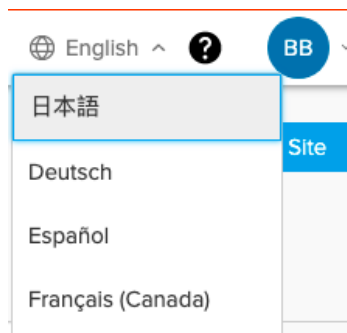 English
?
BB
日本語
Site
Deutsch
Español
Français (Canada)